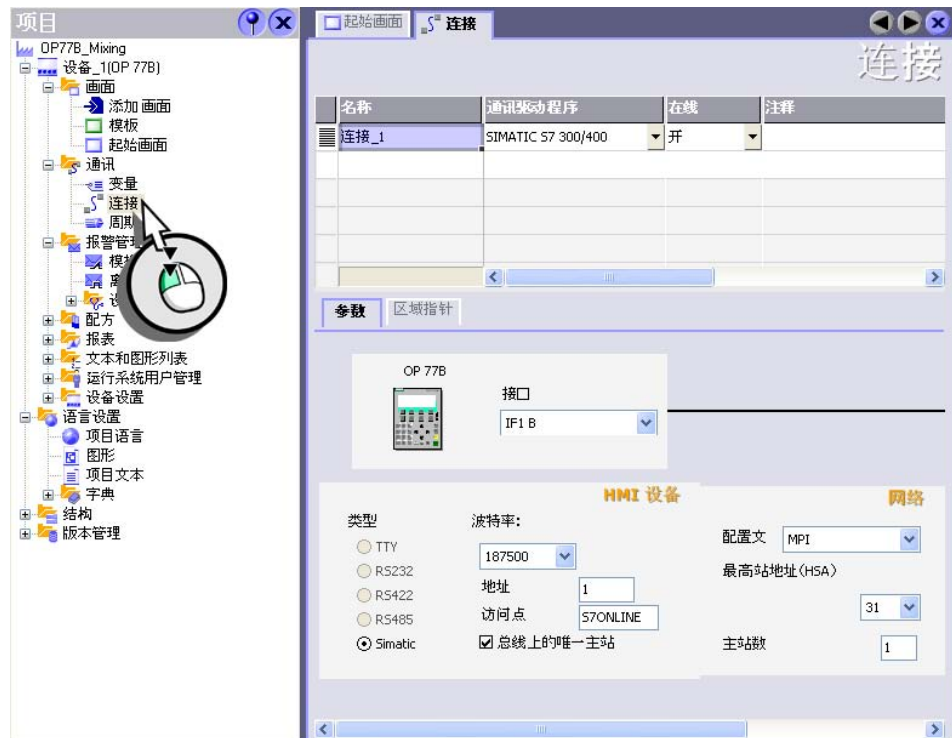 项目
OP77B_Mixing
设备_1(OP 77B)
画面
添加 画面
模板
起始画面
通讯
变量
连接
周期
报警管理
配方
报表
文本和图形列表
运行系统用户管理
设备设置
语言设置
项目语言
图形
项目文本
字典
结构
版本管理
起始画面
连接
连接
名称 通讯驱动程序 在线 注释
连接_1 SIMATIC S7 300/400 开
参数 区域指针
OP 77B
接口
IF1 B
HMI 设备
类型 波特率:
TTY
187500
RS232
地址 1
RS422
访问点 S7ONLINE
RS485
Simatic
总线上的唯一主站
网络
配置文 MPI
最高站地址(HSA)
31
主站数 1